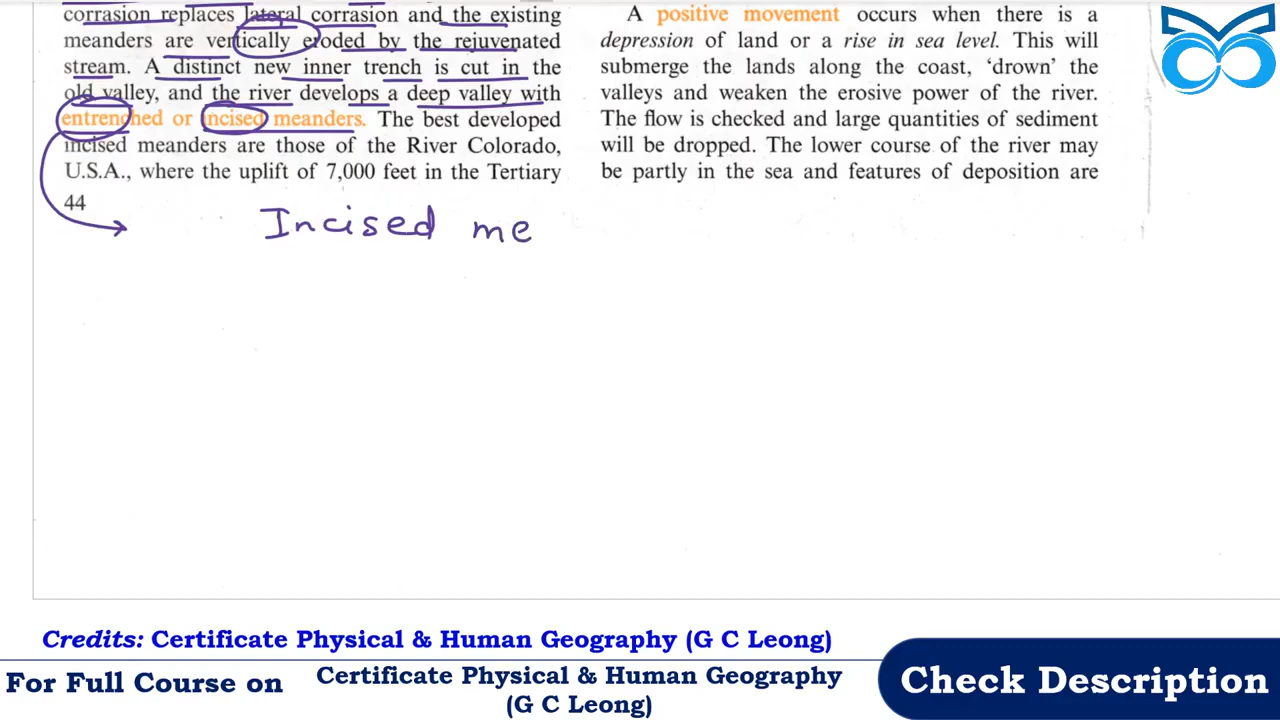 corrasion replaces lateral corrasion and the existing
meanders are vertically eroded by the rejuvenated
stream. A distinct new inner trench is cut in the
old valley, and the river develops a deep valley with
entrenched or incised meanders. The best developed
incised meanders are those of the River Colorado,
U.S.A., where the uplift of 7,000 feet in the Tertiary
44
Incised me
A positive movement occurs when there is a
depression of land or a rise in sea level. This will
submerge the lands along the coast, ‘drown’ the
valleys and weaken the erosive power of the river.
The flow is checked and large quantities of sediment
will be dropped. The lower course of the river may
be partly in the sea and features of deposition are
Credits: Certificate Physical & Human Geography (G C Leong)
For Full Course on
Certificate Physical & Human Geography
(G C Leong)
Check Description